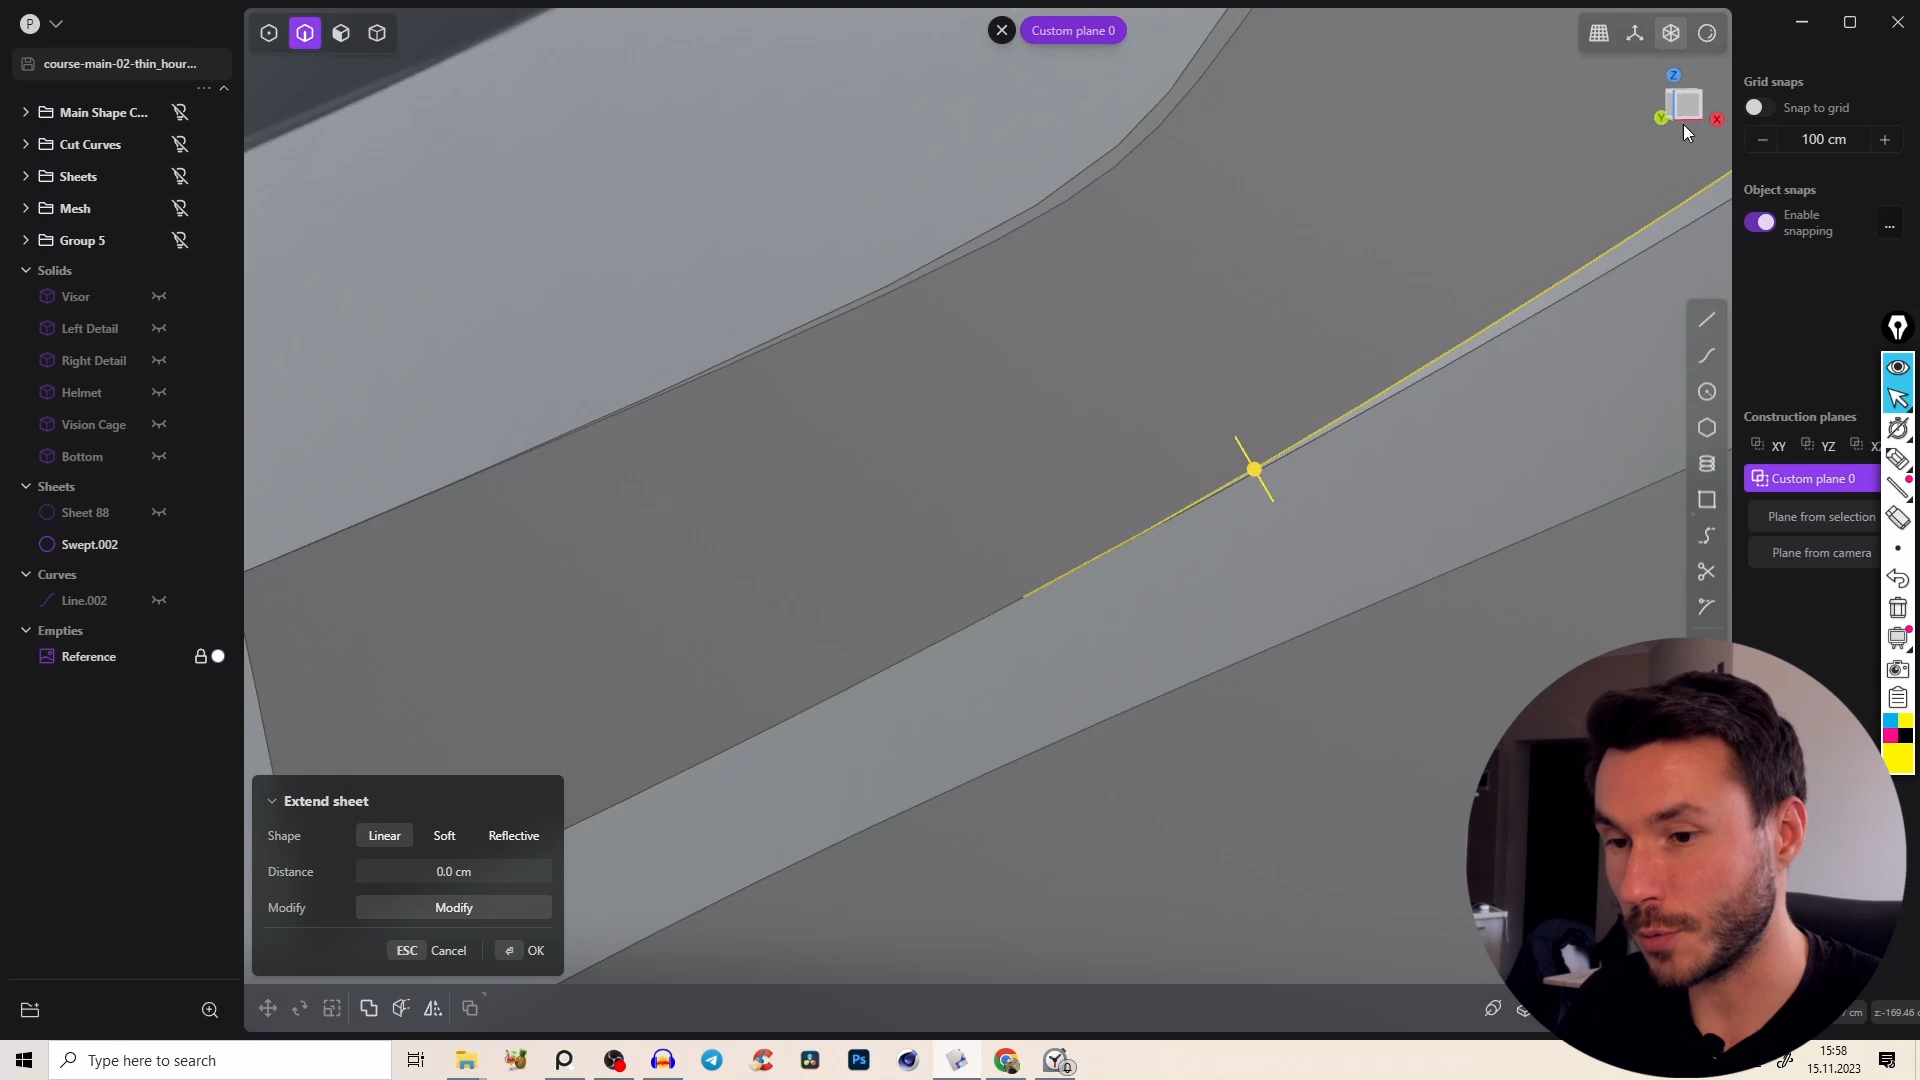 P
course-main-02-thin_hour...
Main Shape C...
Cut Curves
Sheets
Mesh
Group 5
Solids
Visor
Left Detail
Right Detail
Helmet
Vision Cage
Bottom
Sheets
Sheet 88
Swept.002
Curves
Line.002
Empties
Reference
Custom plane 0
Z
Y
X
Grid snaps
Snap to grid
100 cm
Object snaps
Enable
snapping
...
Construction planes
XY
YZ
X
Custom plane 0
Plane from selection
Plane from camera
Extend sheet
Shape
Linear
Soft
Reflective
Distance
0.0 cm
Modify
Modify
ESC
Cancel
OK
cm
z:-169.46
Type here to search
Ps
15:58
15.11.2023